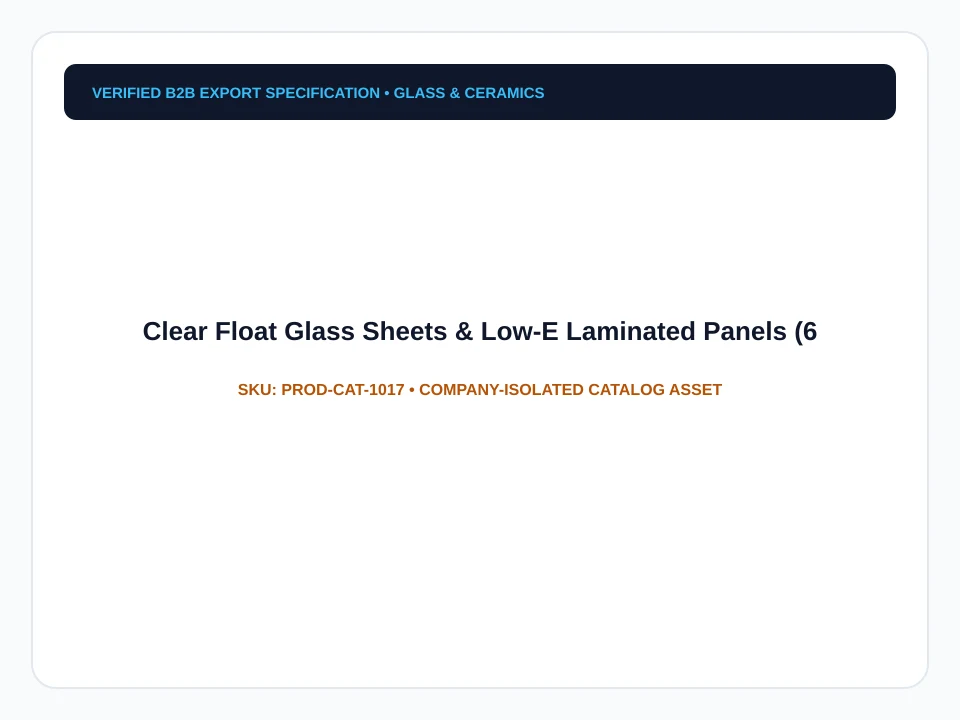 VERIFIED B2B EXPORT SPECIFICATION • GLASS & CERAMICS
Clear Float Glass Sheets & Low-E Laminated Panels (6
SKU: PROD-CAT-1017 • COMPANY-ISOLATED CATALOG ASSET